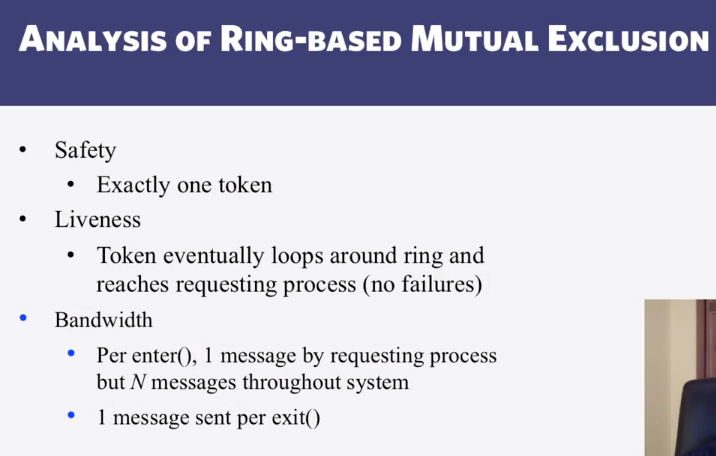 ANALYSIS OF RING-BASED MUTUAL EXCLUSION
• Safety
• Exactly one token
• Liveness
• Token eventually loops around ring and
reaches requesting process (no failures)
• Bandwidth
• Per enter(), 1 message by requesting process
but N messages throughout system
• 1 message sent per exit()